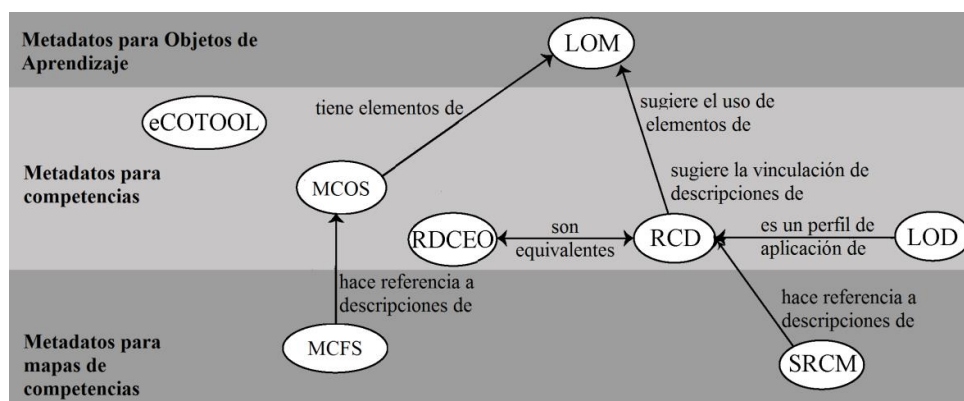 Metadatos para Objetos de
Aprendizaje
LOM
tiene elementos de
sugiere el uso de
elementos de
eCOTOOL
Metadatos para
competencias
MCOS
sugiere la vinculación de
descripciones de
RDCEO
son
equivalentes
RCD
es un perfil de
aplicación de
LOD
hace referencia a
descripciones de
hace referencia a
descripciones de
Metadatos para
mapas de
competencias
MCFS
SRCM